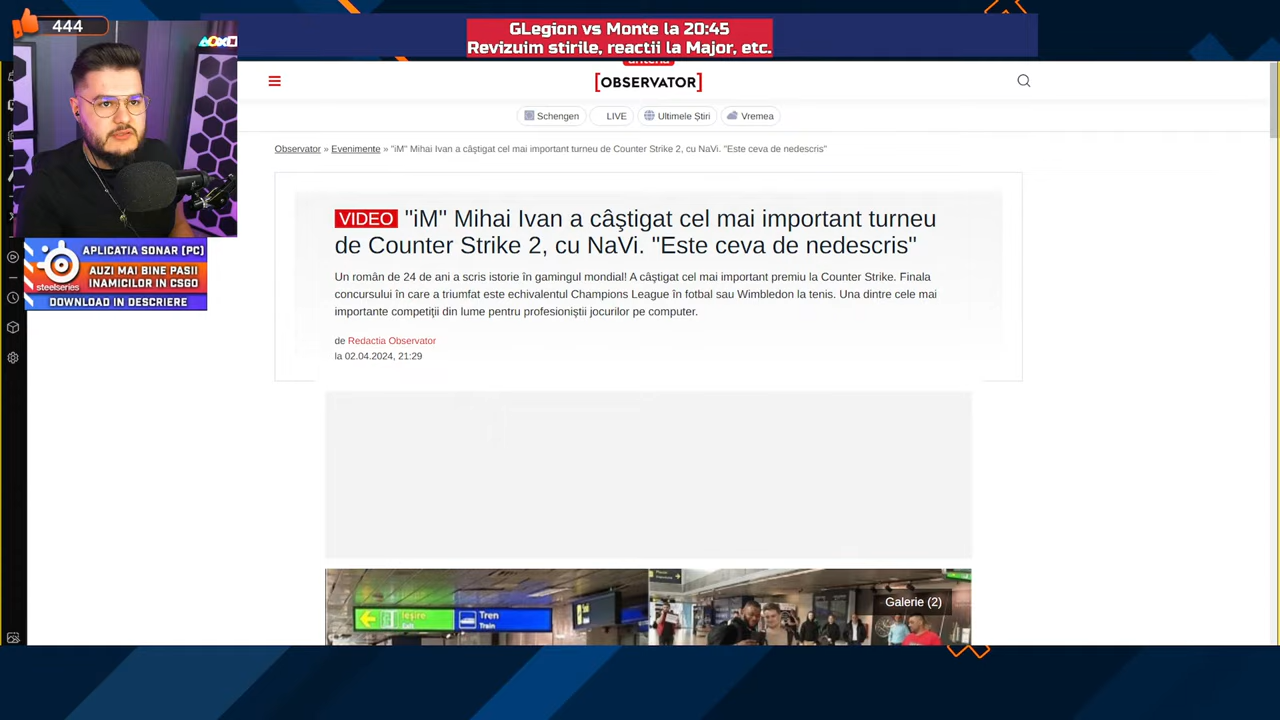 444
GLegion vs Monte la 20:45
Revizuim stirile, reactii la Major, etc.
APLICATIA SONAR (PC)
AUZI MAI BINE PASII
INAMICILOR IN CSGO
steelseries
DOWNLOAD IN DESCRIERE
antena
[OBSERVATOR]
Schengen
LIVE
Ultimele Știri
Vremea
Observator » Evenimente » "iM" Mihai Ivan a câştigat cel mai important turneu de Counter Strike 2, cu NaVi. "Este ceva de nedescris"
VIDEO "iM" Mihai Ivan a câştigat cel mai important turneu
de Counter Strike 2, cu NaVi. "Este ceva de nedescris"
Un român de 24 de ani a scris istorie în gamingul mondial! A câştigat cel mai important premiu la Counter Strike. Finala
concursului în care a triumfat este echivalentul Champions League în fotbal sau Wimbledon la tenis. Una dintre cele mai
importante competiţii din lume pentru profesioniştii jocurilor pe computer.
de Redactia Observator
la 02.04.2024, 21:29
Galerie (2)
Ieșire
Exit
Tren
Train